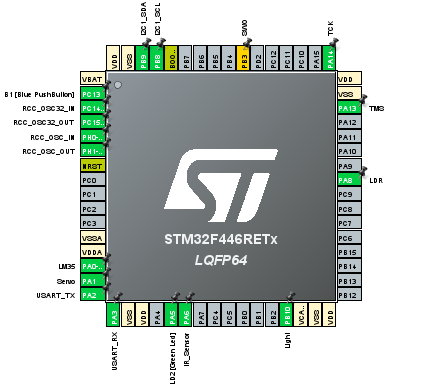 I2C1_SDA
I2C1_SCL
SWO
TCK
VDD
VSS
PB9
PB8
BOO..
PB7
PB6
PB5
PB4
PB3
PD2
PC12
PC11
PC10
PA15
PA14
VBAT
VDD
B1 [Blue PushButton]
PC13
VSS
RCC_OSC32_IN
PC14..
PA13
TMS
RCC_OSC32_OUT
PC15..
PA12
RCC_OSC_IN
PH0-..
PA11
RCC_OSC_OUT
PH1-..
PA10
NRST
PA9
PC0
PA8
LDR
PC1
PC9
PC2
PC8
PC3
PC7
VSSA
PC6
VDDA
PB15
LM35
PA0-..
PB14
Servo
PA1
PB13
USART_TX
PA2
PB12
STM32F446RETx
LQFP64
PA3
VSS
VDD
PA4
PA5
PA6
PA7
PC4
PC5
PB0
PB1
PB2
PB10
VCA..
VSS
VDD
USART_RX
LD2 [Green Led]
IR_Sensor
Light